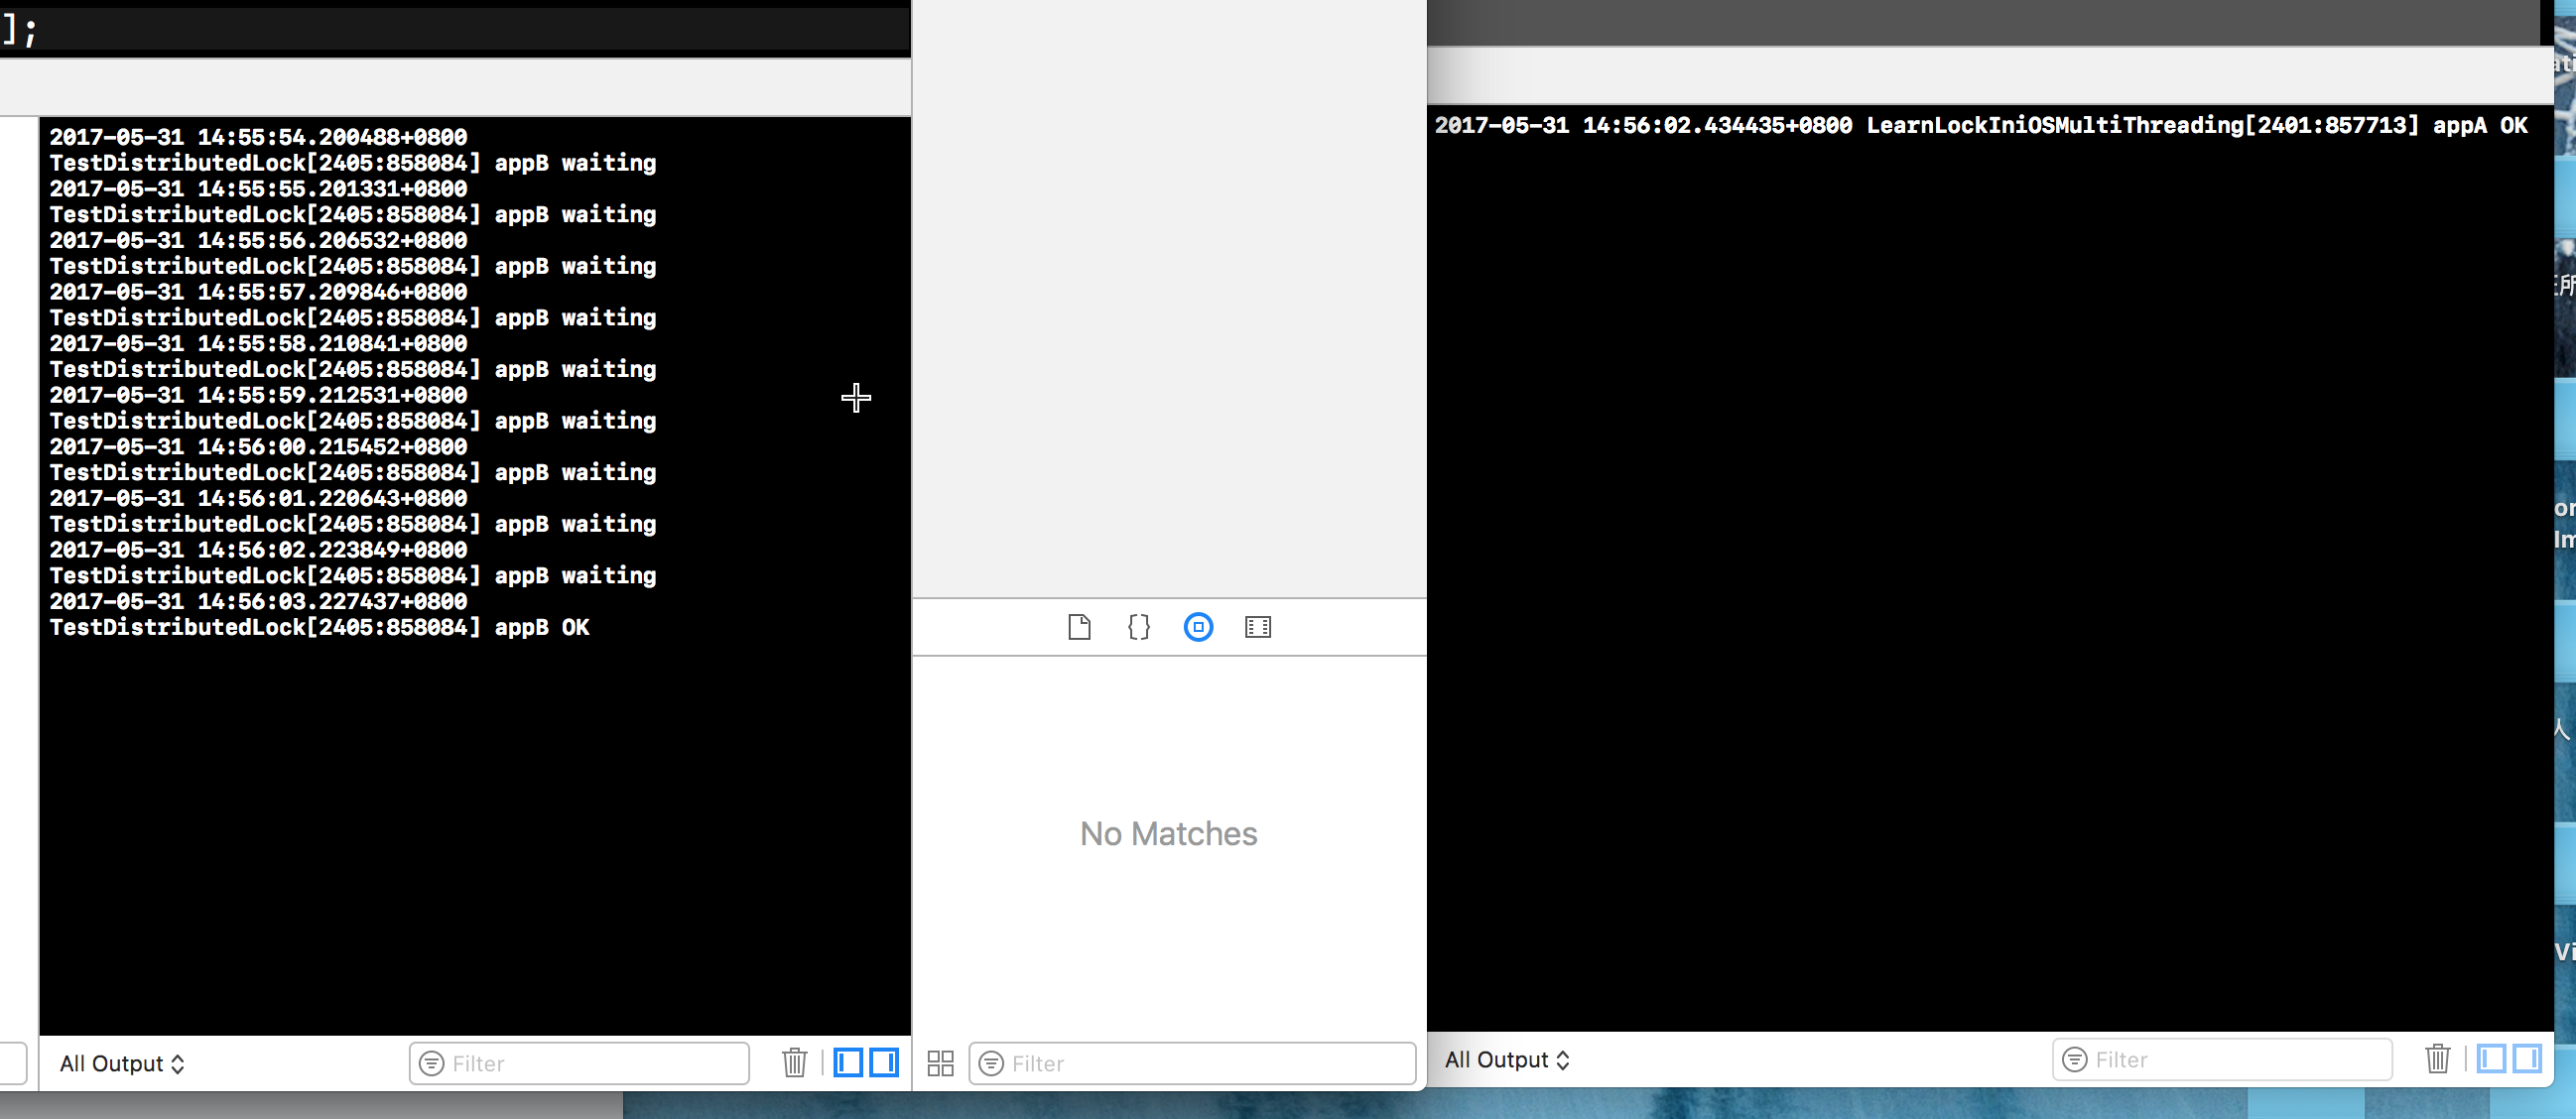 ];
2017-05-31 14:55:54.200488+0800
TestDistributedLock[2405:858084] appB waiting
2017-05-31 14:55:55.201331+0800
TestDistributedLock[2405:858084] appB waiting
2017-05-31 14:55:56.206532+0800
TestDistributedLock[2405:858084] appB waiting
2017-05-31 14:55:57.209846+0800
TestDistributedLock[2405:858084] appB waiting
2017-05-31 14:55:58.210841+0800
TestDistributedLock[2405:858084] appB waiting
2017-05-31 14:55:59.212531+0800
TestDistributedLock[2405:858084] appB waiting
2017-05-31 14:56:00.215452+0800
TestDistributedLock[2405:858084] appB waiting
2017-05-31 14:56:01.220643+0800
TestDistributedLock[2405:858084] appB waiting
2017-05-31 14:56:02.223849+0800
TestDistributedLock[2405:858084] appB waiting
2017-05-31 14:56:03.227437+0800
TestDistributedLock[2405:858084] appB OK
All Output
Filter
No Matches
Filter
2017-05-31 14:56:02.434435+0800 LearnLockIniOSMultiThreading[2401:857713] appA OK
All Output
Filter